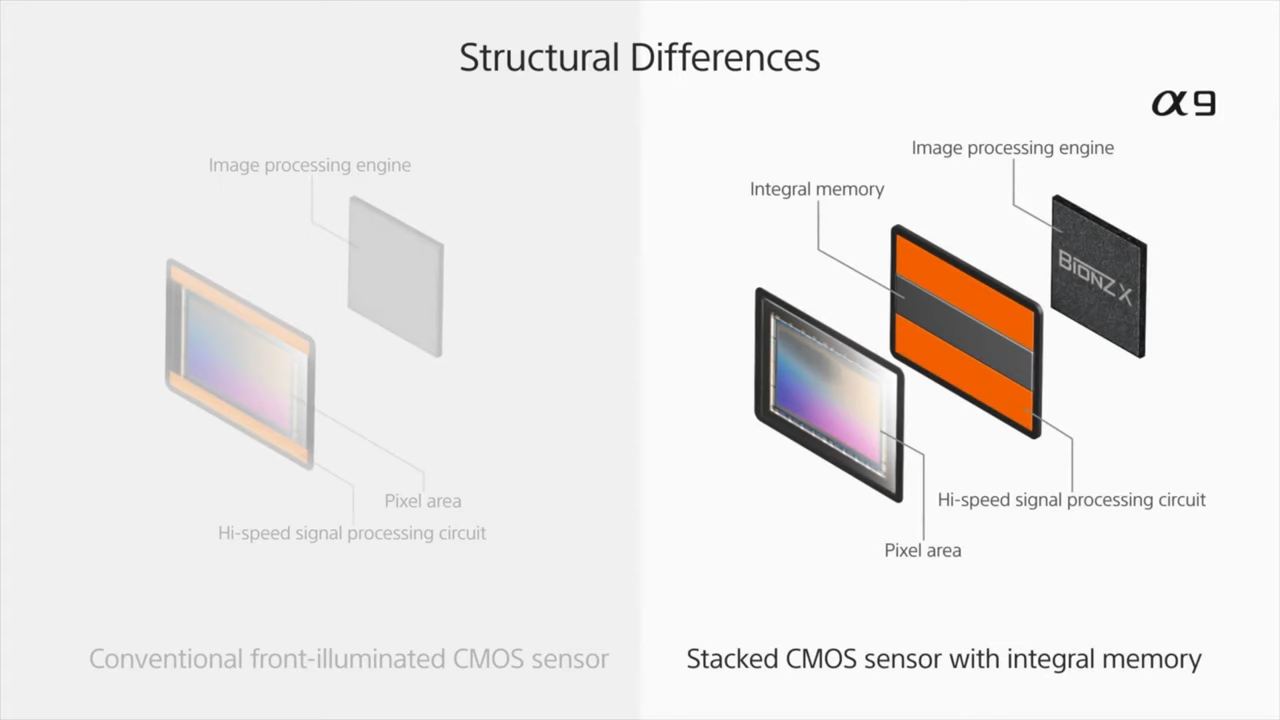 Structural Differences
α9
Image processing engine
Pixel area
Hi-speed signal processing circuit
Conventional front-illuminated CMOS sensor
Image processing engine
Integral memory
BIONZ X
Hi-speed signal processing circuit
Pixel area
Stacked CMOS sensor with integral memory